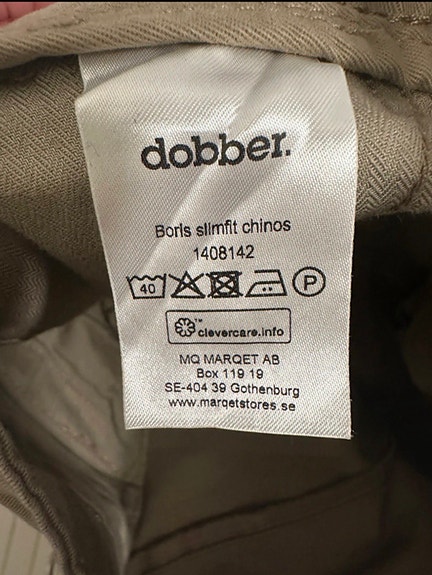 dobber.
Boris slimfit chinos
1408142
40 P
™ clevercare.info
MQ MARQET AB
Box 119 19
SE-404 39 Gothenburg
www.marqetstores.se